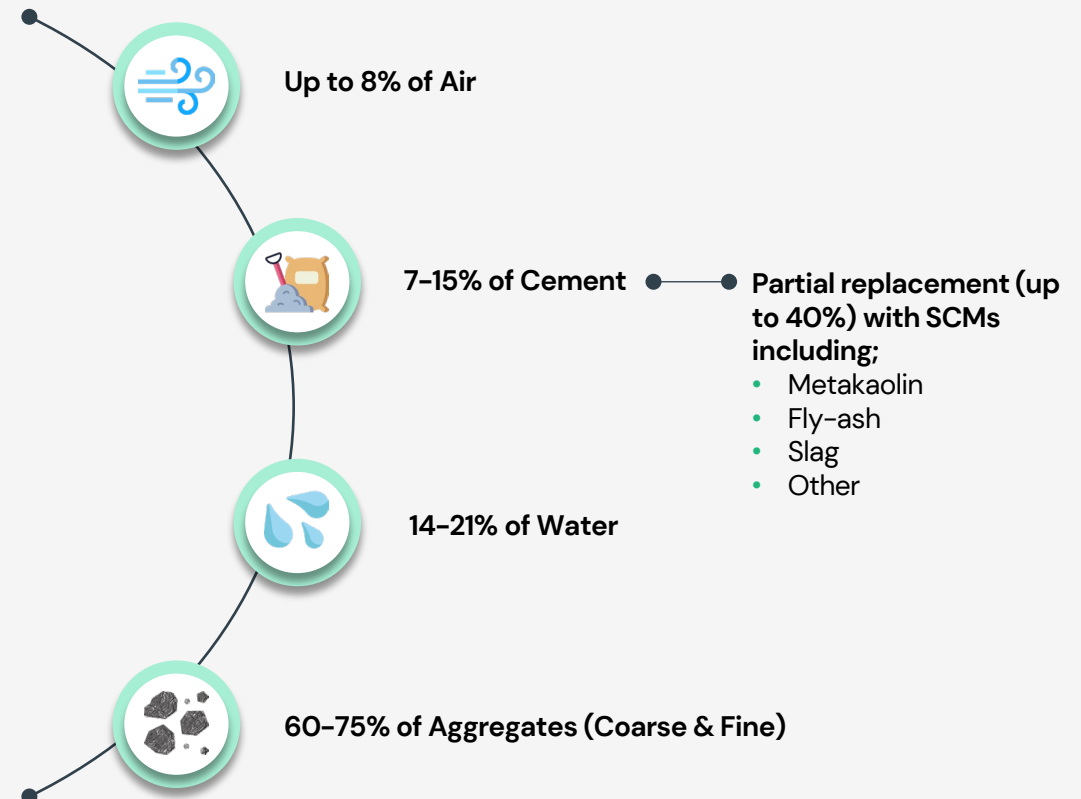 Up to 8% of Air
7-15% of Cement
Partial replacement (up
to 40%) with SCMs
including;
• Metakaolin
• Fly-ash
• Slag
• Other
14-21% of Water
60-75% of Aggregates (Coarse & Fine)